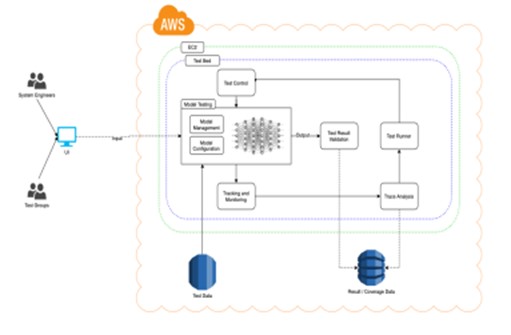 AWS
EC2
Test Bed
Test Control
System Engineers
Model Testing
Model
Management
Model
Configuration
Input
Output
Test Result
Validation
Test Runner
UI
Test Groups
Tracking and
Monitoring
Trace Analysis
Test Data
Result / Coverage Data